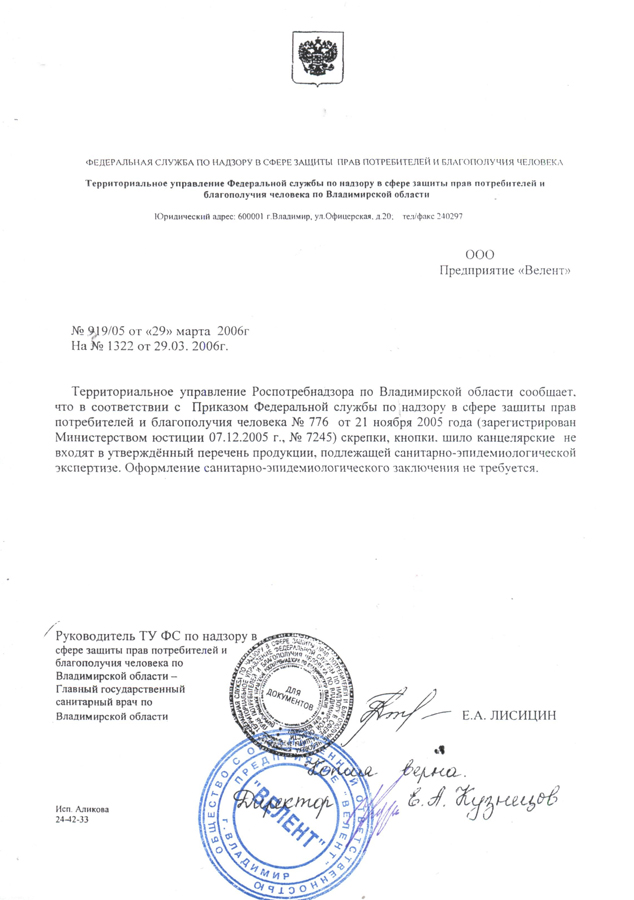 ФЕДЕРАЛЬНАЯ СЛУЖБА ПО НАДЗОРУ В СФЕРЕ ЗАЩИТЫ ПРАВ ПОТРЕБИТЕЛЕЙ И БЛАГОПОЛУЧИЯ ЧЕЛОВЕКА
Территориальное управление Федеральной службы по надзору в сфере защиты прав потребителей и
благополучия человека по Владимирской области
Юридический адрес: 600001 г.Владимир, ул.Офицерская, д.20; тел/факс 240297
ООО
Предприятие «Велент»
№ 919/05 от «29» марта 2006г
На № 1322 от 29.03. 2006г.
Территориальное управление Роспотребнадзора по Владимирской области сообщает,
что в соответствии с Приказом Федеральной службы по надзору в сфере защиты прав
потребителей и благополучия человека № 776 от 21 ноября 2005 года (зарегистрирован
Министерством юстиции 07.12.2005 г., № 7245) скрепки, кнопки. шило канцелярские не
входят в утверждённый перечень продукции, подлежащей санитарно-эпидемиологической
экспертизе. Оформление санитарно-эпидемиологического заключения не требуется.
Руководитель ТУ ФС по надзору в
сфере защиты прав потребителей и
благополучия человека по
Владимирской области –
Главный государственный
санитарный врач по
Владимирской области
ДЛЯ
ДОКУМЕНТОВ
Е.А. ЛИСИЦИН
Копия верна.
Директор Е. А. Кузнецов
ОБЩЕСТВО С ОГРАНИЧЕННОЙ ОТВЕТСТВЕННОСТЬЮ
ПРЕДПРИЯТИЕ "ВЕЛЕНТ"
"ВЕЛЕНТ"
г. ВЛАДИМИР
Исп. Аликова
24-42-33